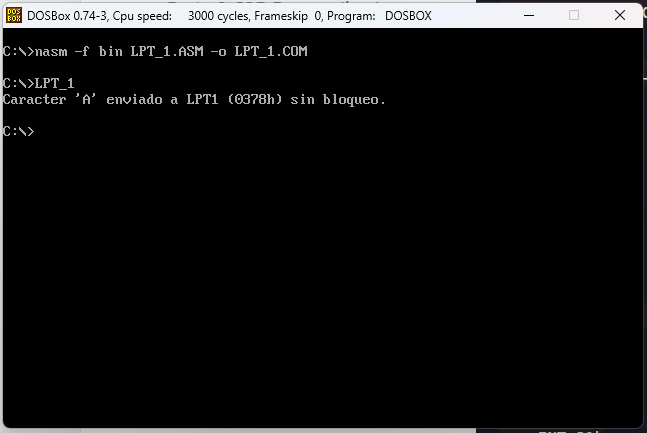 DOSBox 0.74-3, Cpu speed: 3000 cycles, Frameskip 0, Program: DOSBOX
C:\>nasm -f bin LPT_1.ASM -o LPT_1.COM
C:\>LPT_1
Caracter 'A' enviado a LPT1 (0378h) sin bloqueo.
C:\>